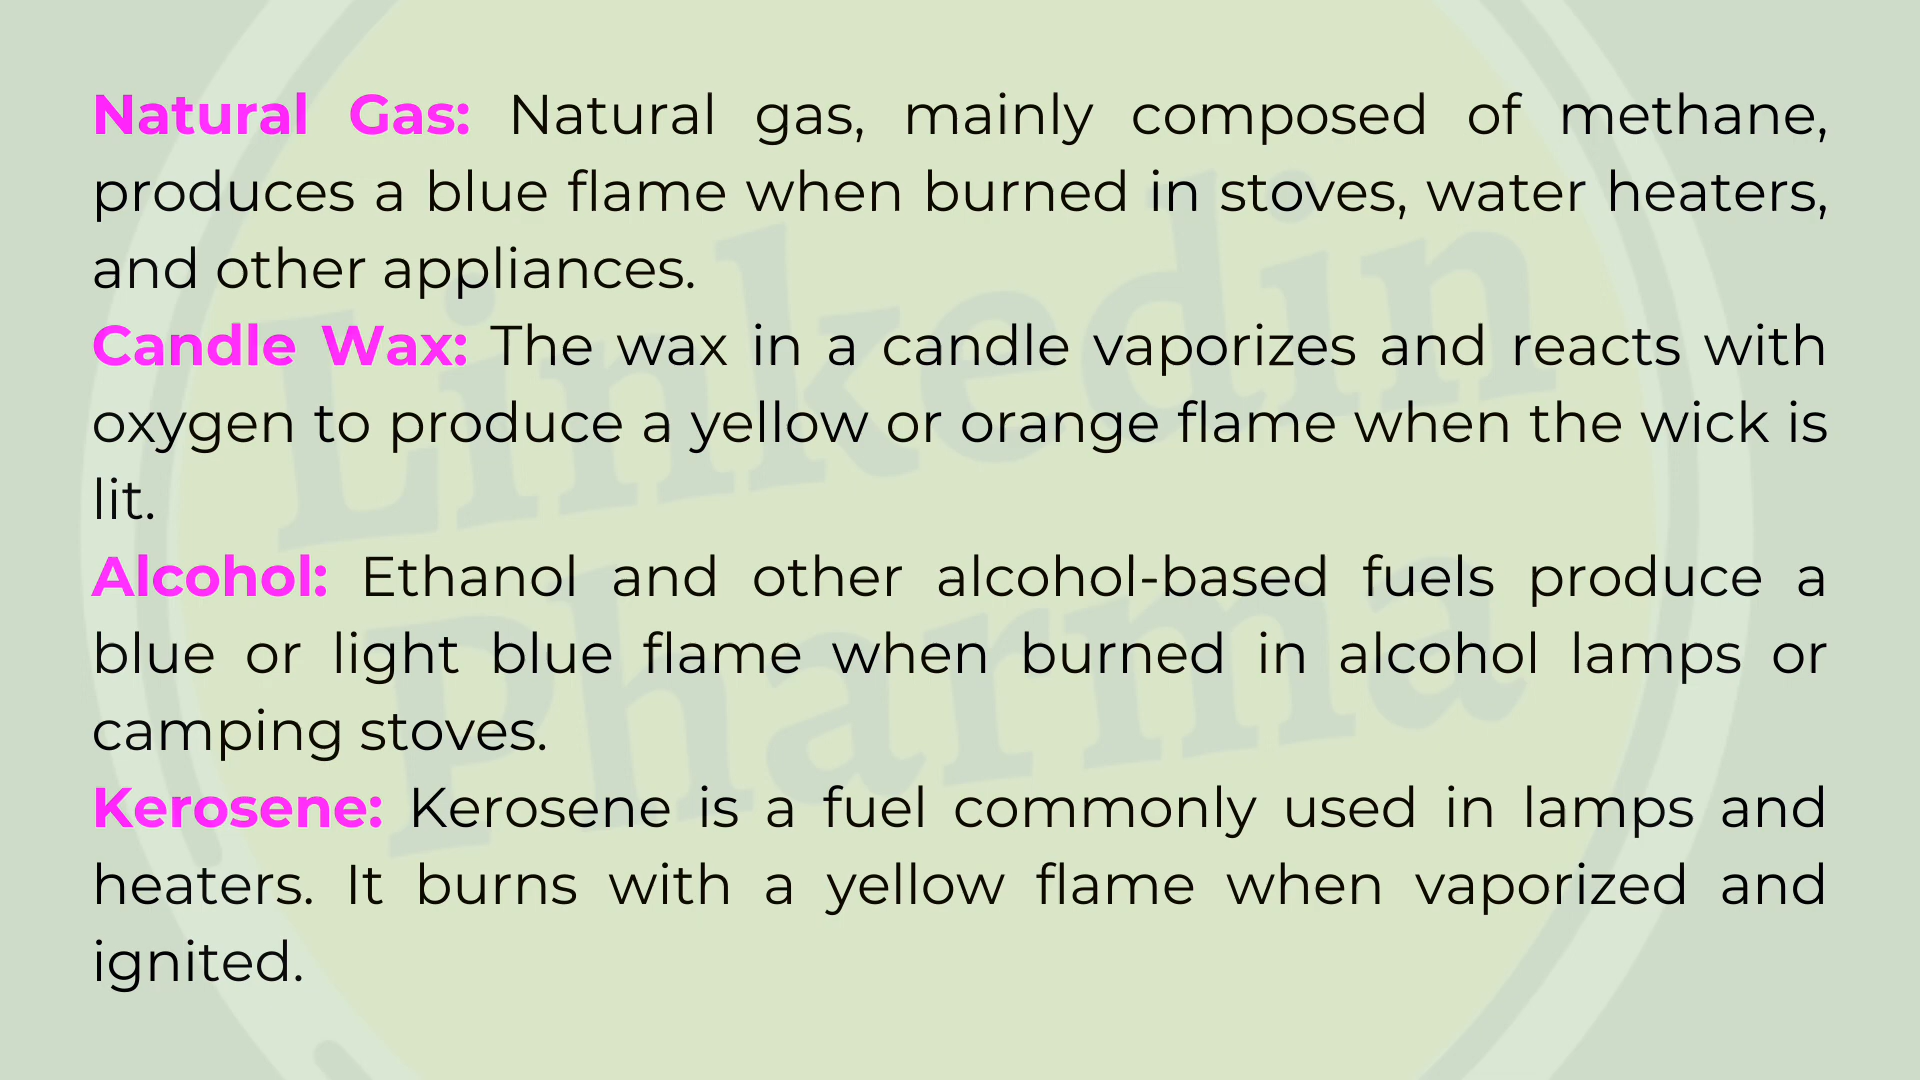 Natural Gas: Natural gas, mainly composed of methane,
produces a blue flame when burned in stoves, water heaters,
and other appliances.
Candle Wax: The wax in a candle vaporizes and reacts with
oxygen to produce a yellow or orange flame when the wick is
lit.
Alcohol: Ethanol and other alcohol-based fuels produce a
blue or light blue flame when burned in alcohol lamps or
camping stoves.
Kerosene: Kerosene is a fuel commonly used in lamps and
heaters. It burns with a yellow flame when vaporized and
ignited.
Linkedin
Pharma